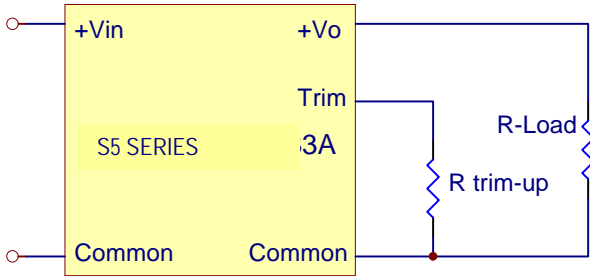 +Vin +Vo
Trim
R-Load
S5 SERIES 3A
R trim-up
Common Common